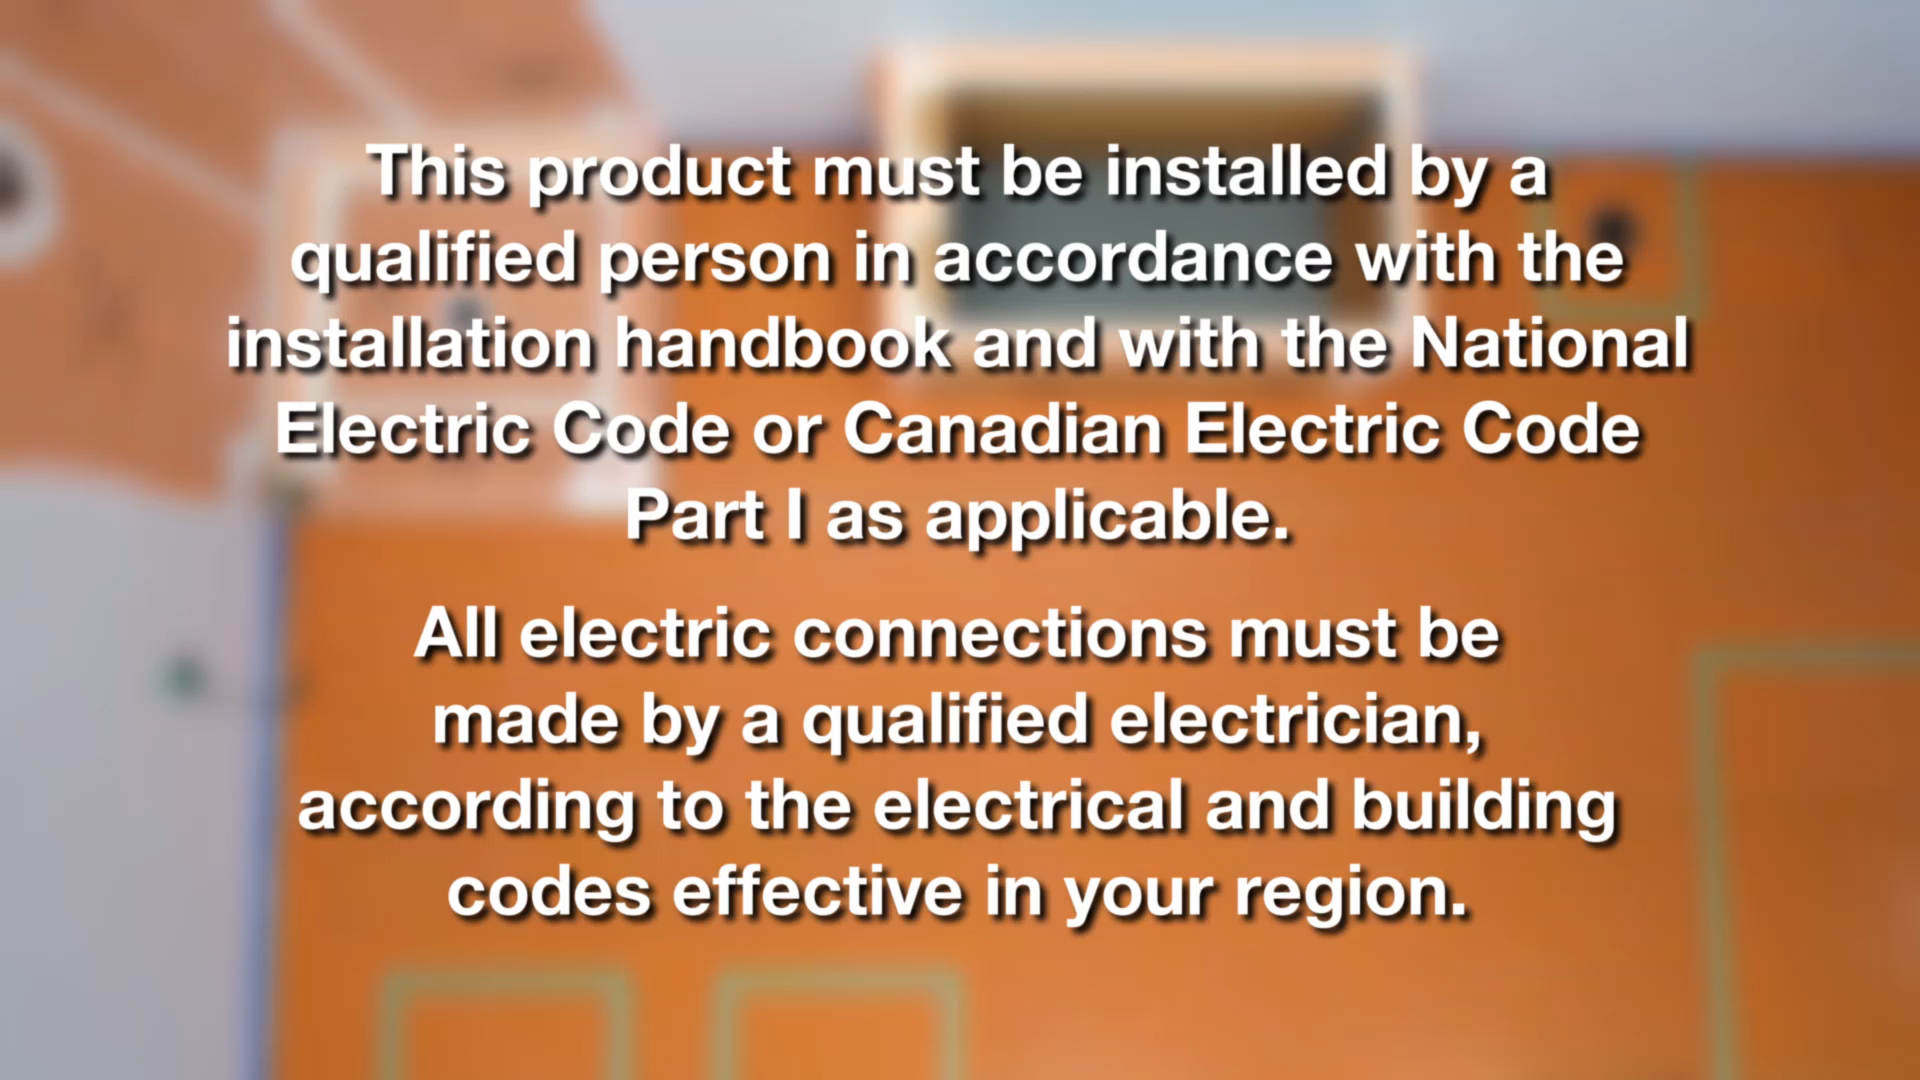 This product must be installed by a
qualified person in accordance with the
installation handbook and with the National
Electric Code or Canadian Electric Code
Part I as applicable.
All electric connections must be
made by a qualified electrician,
according to the electrical and building
codes effective in your region.